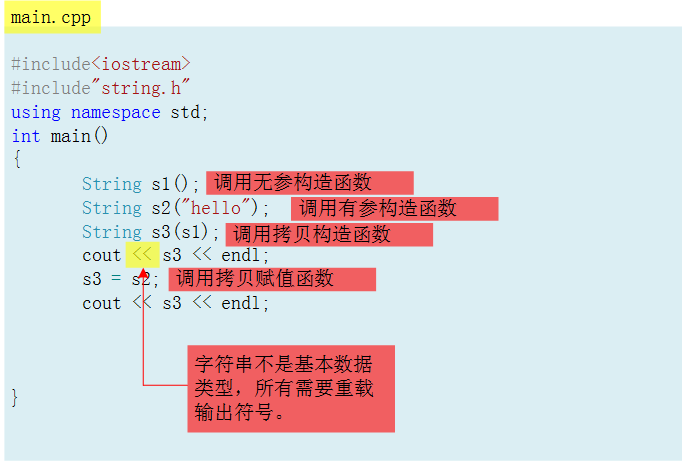 main.cpp
#include<iostream>
#include"string.h"
using namespace std;
int main()
{
String s1(); 调用无参构造函数
String s2("hello"); 调用有参构造函数
String s3(s1); 调用拷贝构造函数
cout << s3 << endl;
s3 = s2; 调用拷贝赋值函数
cout << s3 << endl;
字符串不是基本数据
类型，所有需要重载
输出符号。
}